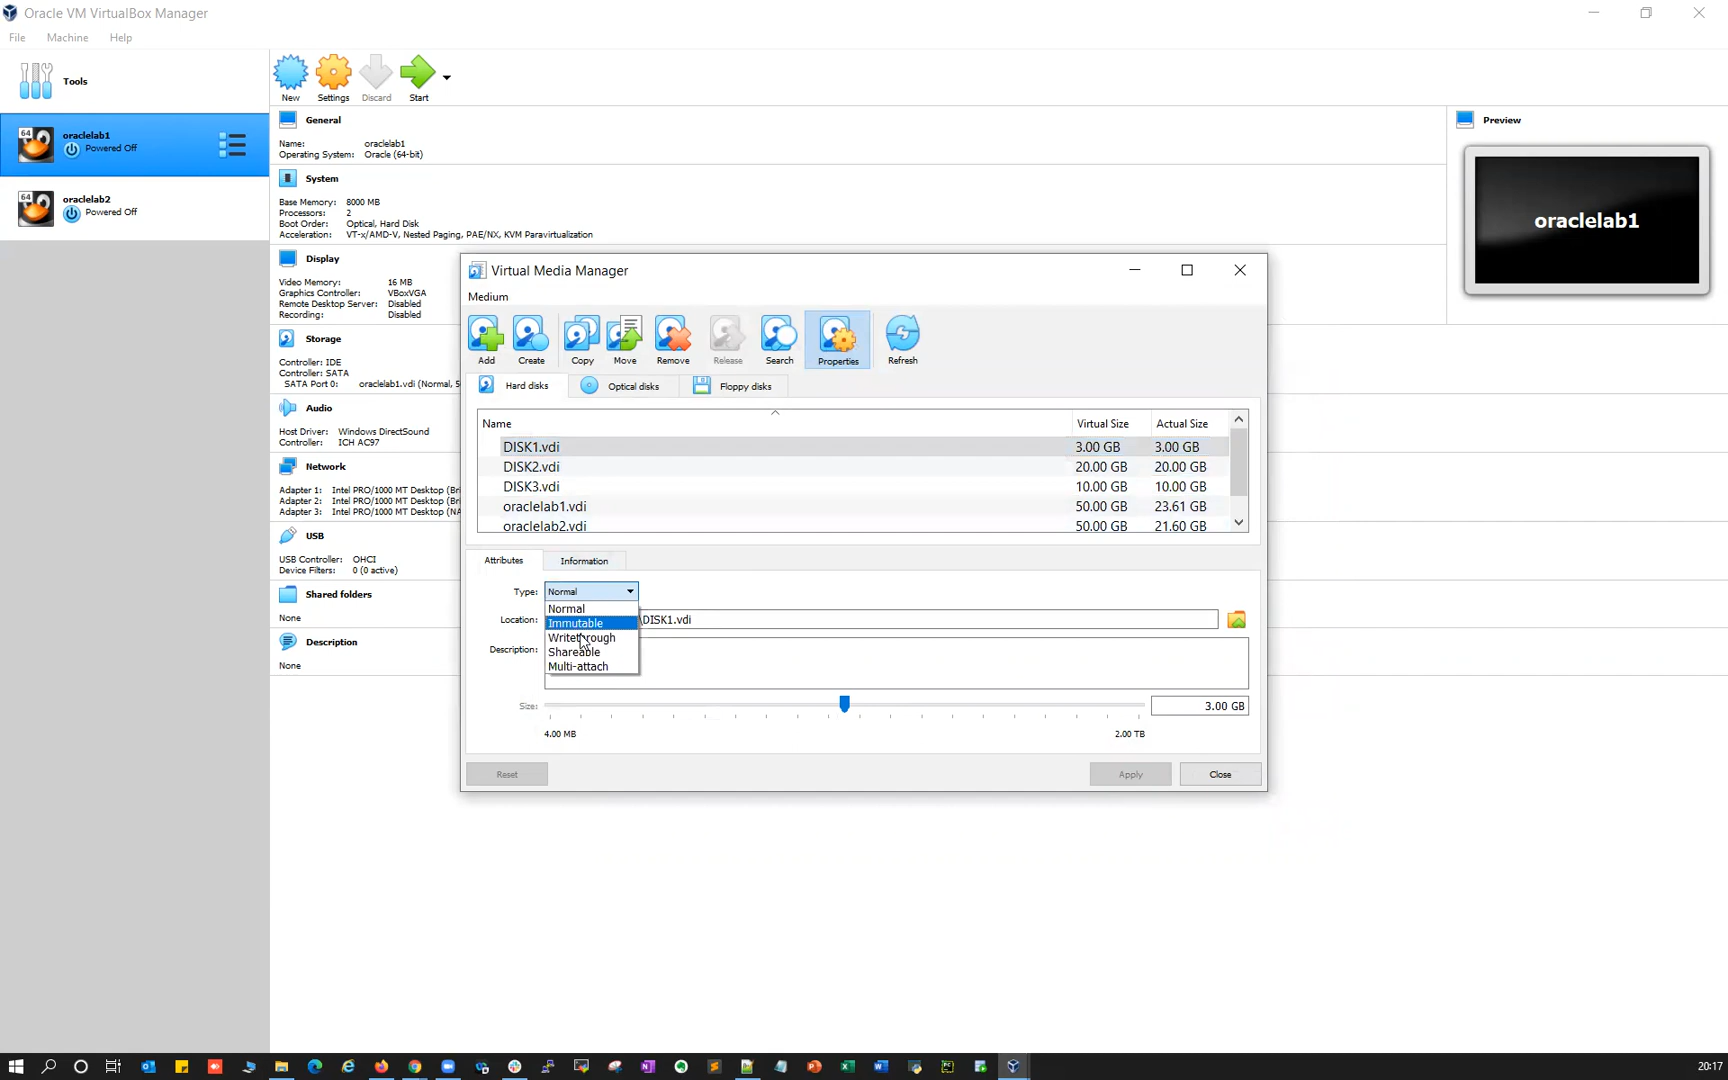 Oracle VM VirtualBox Manager
File Machine Help
Tools
New Settings Discard Start
64 oraclelab1
Powered Off
64 oraclelab2
Powered Off
General
Name: oraclelab1
Operating System: Oracle (64-bit)
System
Base Memory: 8000 MB
Processors: 2
Boot Order: Optical, Hard Disk
Acceleration: VT-x/AMD-V, Nested Paging, PAE/NX, KVM Paravirtualization
Display
Video Memory: 16 MB
Graphics Controller: VBoxVGA
Remote Desktop Server: Disabled
Recording: Disabled
Storage
Controller: IDE
Controller: SATA
SATA Port 0: oraclelab1.vdi (Normal, 5
Audio
Host Driver: Windows DirectSound
Controller: ICH AC97
Network
Adapter 1: Intel PRO/1000 MT Desktop (Bri
Adapter 2: Intel PRO/1000 MT Desktop (Bri
Adapter 3: Intel PRO/1000 MT Desktop (NA
USB
USB Controller: OHCI
Device Filters: 0 (0 active)
Shared folders
None
Description
None
Preview
oraclelab1
Virtual Media Manager
Medium
Add Create Copy Move Remove Release Search Properties Refresh
Hard disks Optical disks Floppy disks
Name Virtual Size Actual Size
DISK1.vdi 3.00 GB 3.00 GB
DISK2.vdi 20.00 GB 20.00 GB
DISK3.vdi 10.00 GB 10.00 GB
oraclelab1.vdi 50.00 GB 23.61 GB
oraclelab2.vdi 50.00 GB 21.60 GB
Attributes Information
Type: Normal
Normal
Immutable
Writethrough
Shareable
Multi-attach
Location: \DISK1.vdi
Description:
Size: 3.00 GB
4.00 MB 2.00 TB
Reset Apply Close
20:17